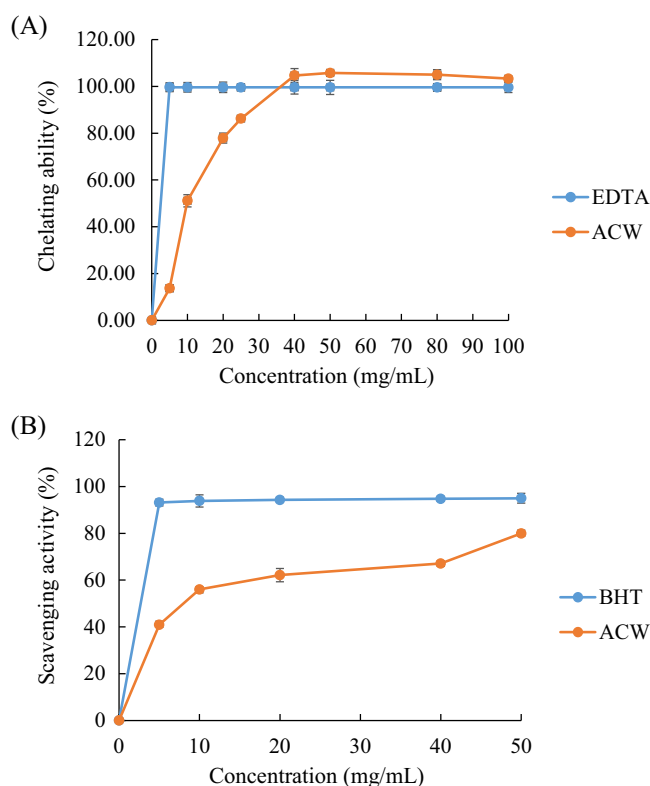 (A)
120.00
100.00
80.00
60.00
40.00
20.00
0.00
Chelating ability (%)
0 10 20 30 40 50 60 70 80 90 100
Concentration (mg/mL)
EDTA
ACW
(B)
120
100
80
60
40
20
0
Scavenging activity (%)
0 10 20 30 40 50
Concentration (mg/mL)
BHT
ACW